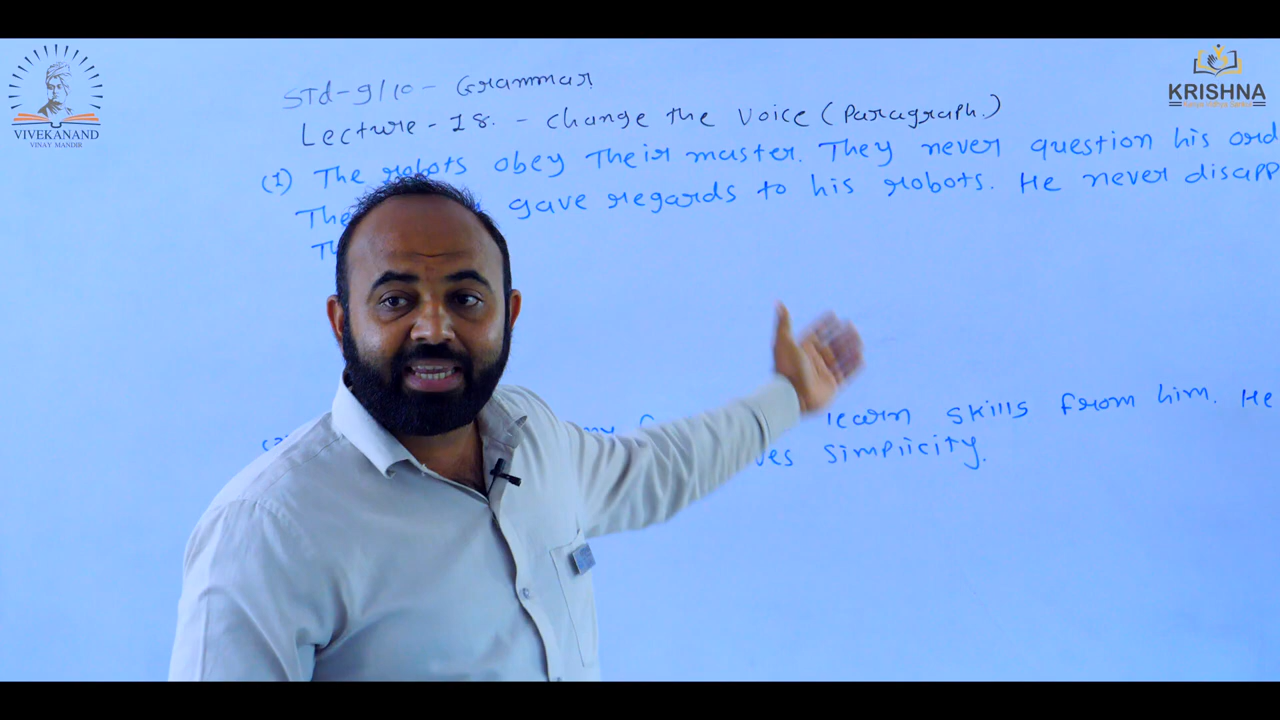 VIVEKANAND
VINAY MANDIR
KRISHNA
STd-9/10 - Grammar
Lecture-18. - change the voice (Paragraph.)
(1) The robots obey Their master. They never question his ord
The gave regards to his robots. He never disapp
learn skills from him. He
simplicity.